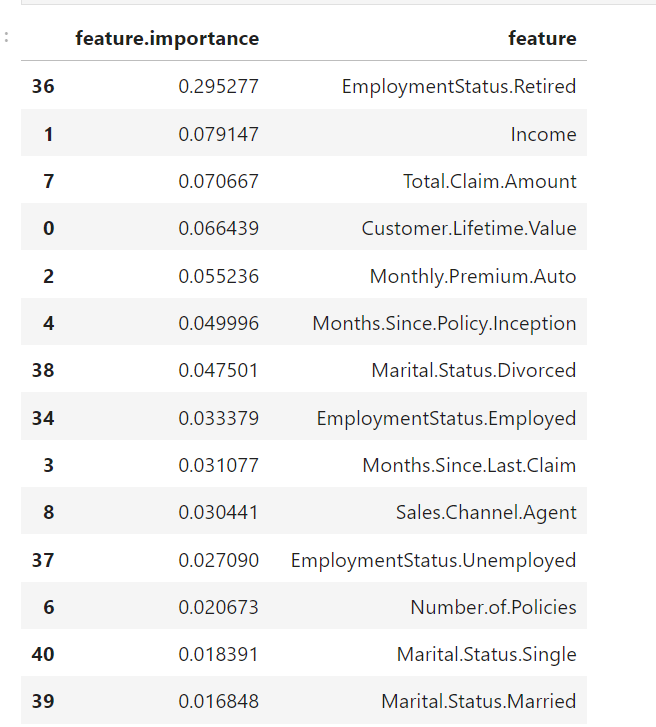 feature.importance feature
36 0.295277 EmploymentStatus.Retired
1 0.079147 Income
7 0.070667 Total.Claim.Amount
0 0.066439 Customer.Lifetime.Value
2 0.055236 Monthly.Premium.Auto
4 0.049996 Months.Since.Policy.Inception
38 0.047501 Marital.Status.Divorced
34 0.033379 EmploymentStatus.Employed
3 0.031077 Months.Since.Last.Claim
8 0.030441 Sales.Channel.Agent
37 0.027090 EmploymentStatus.Unemployed
6 0.020673 Number.of.Policies
40 0.018391 Marital.Status.Single
39 0.016848 Marital.Status.Married